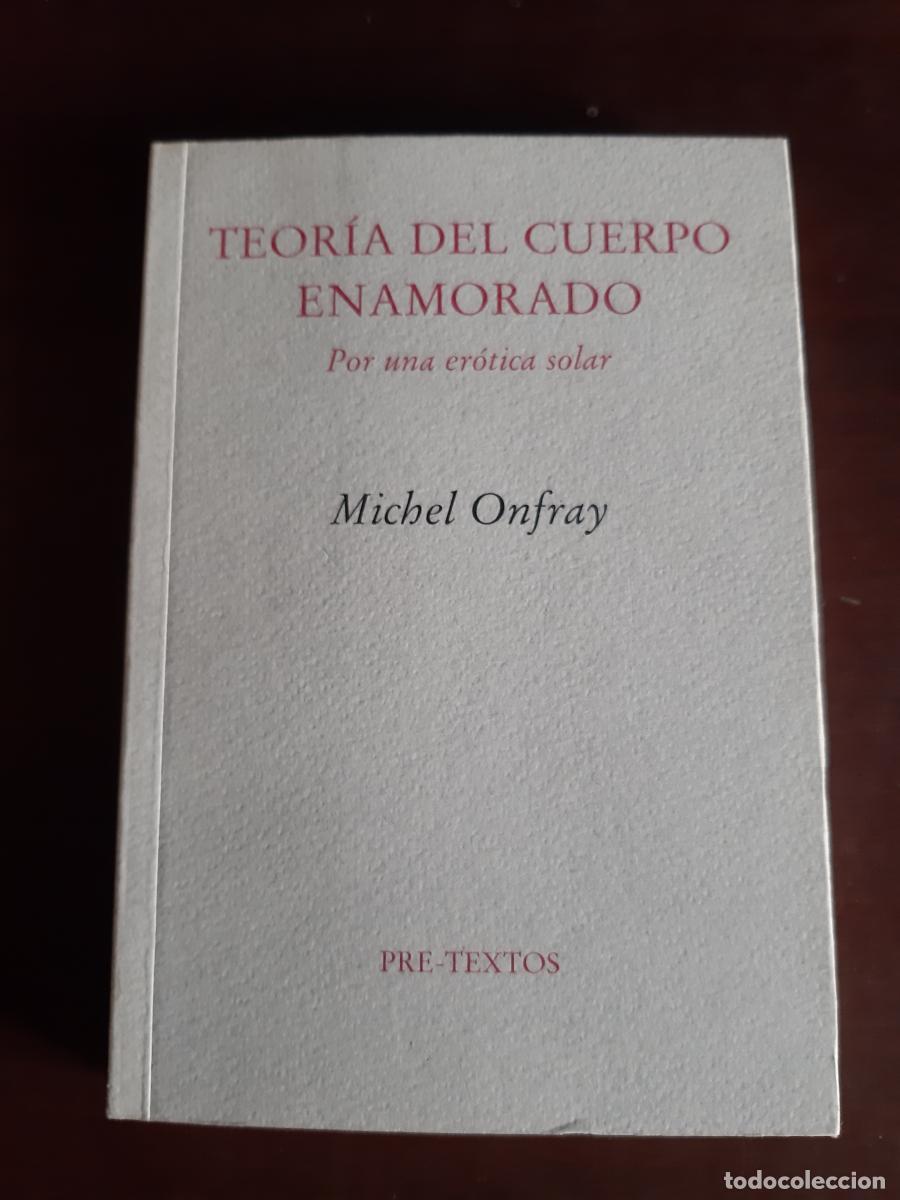 TEORÍA DEL CUERPO
ENAMORADO
Por una erótica solar
Michel Onfray
PRE-TEXTOS
todocoleccion